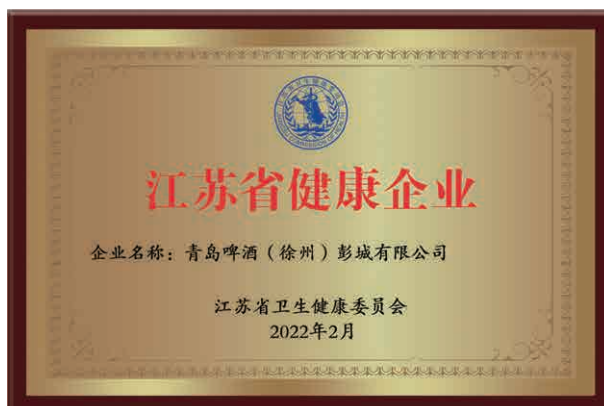 江苏省健康企业
企业名称：青岛啤酒（徐州）彭城有限公司
江苏省卫生健康委员会
2022年2月